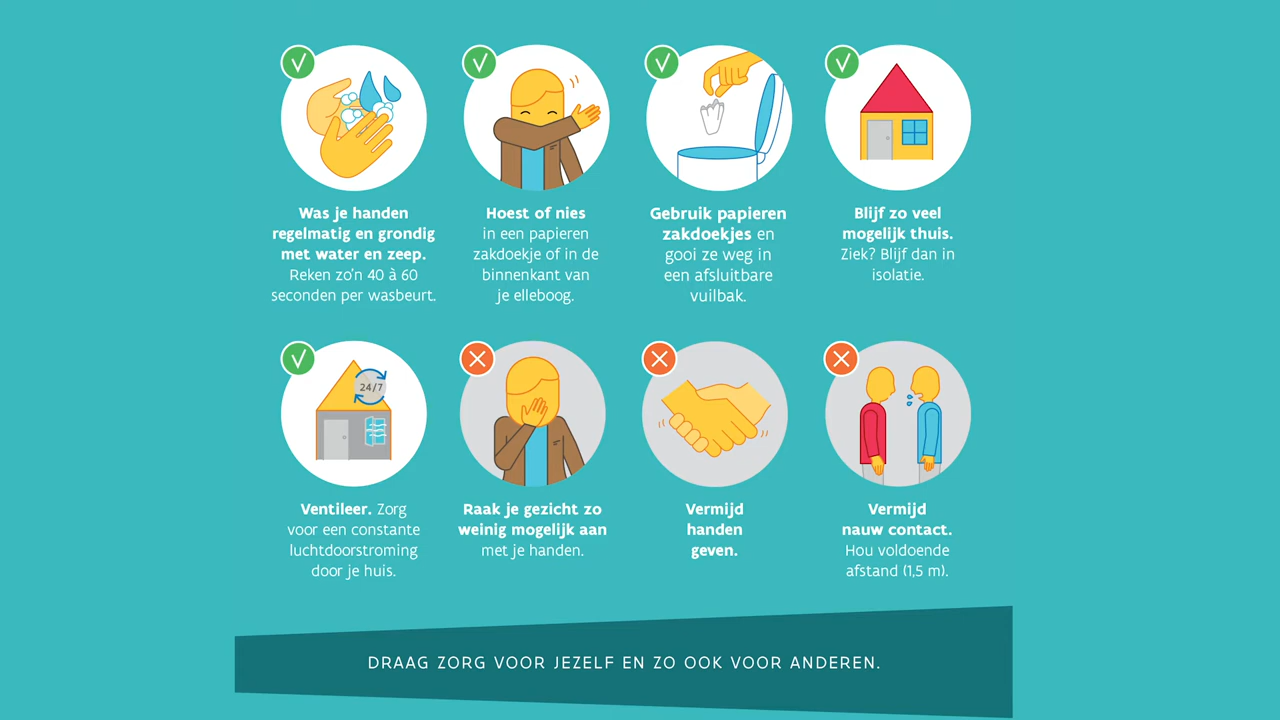 Was je handen
regelmatig en grondig
met water en zeep.
Reken zo'n 40 à 60
seconden per wasbeurt.
Hoest of nies
in een papieren
zakdoekje of in de
binnenkant van
je elleboog.
Gebruik papieren
zakdoekjes en
gooi ze weg in
een afsluitbare
vuilbak.
Blijf zo veel
mogelijk thuis.
Ziek? Blijf dan in
isolatie.
24/7
Ventileer. Zorg
voor een constante
luchtdoorstroming
door je huis.
Raak je gezicht zo
weinig mogelijk aan
met je handen.
Vermijd
handen
geven.
Vermijd
nauw contact.
Hou voldoende
afstand (1,5 m).
DRAAG ZORG VOOR JEZELF EN ZO OOK VOOR ANDEREN.